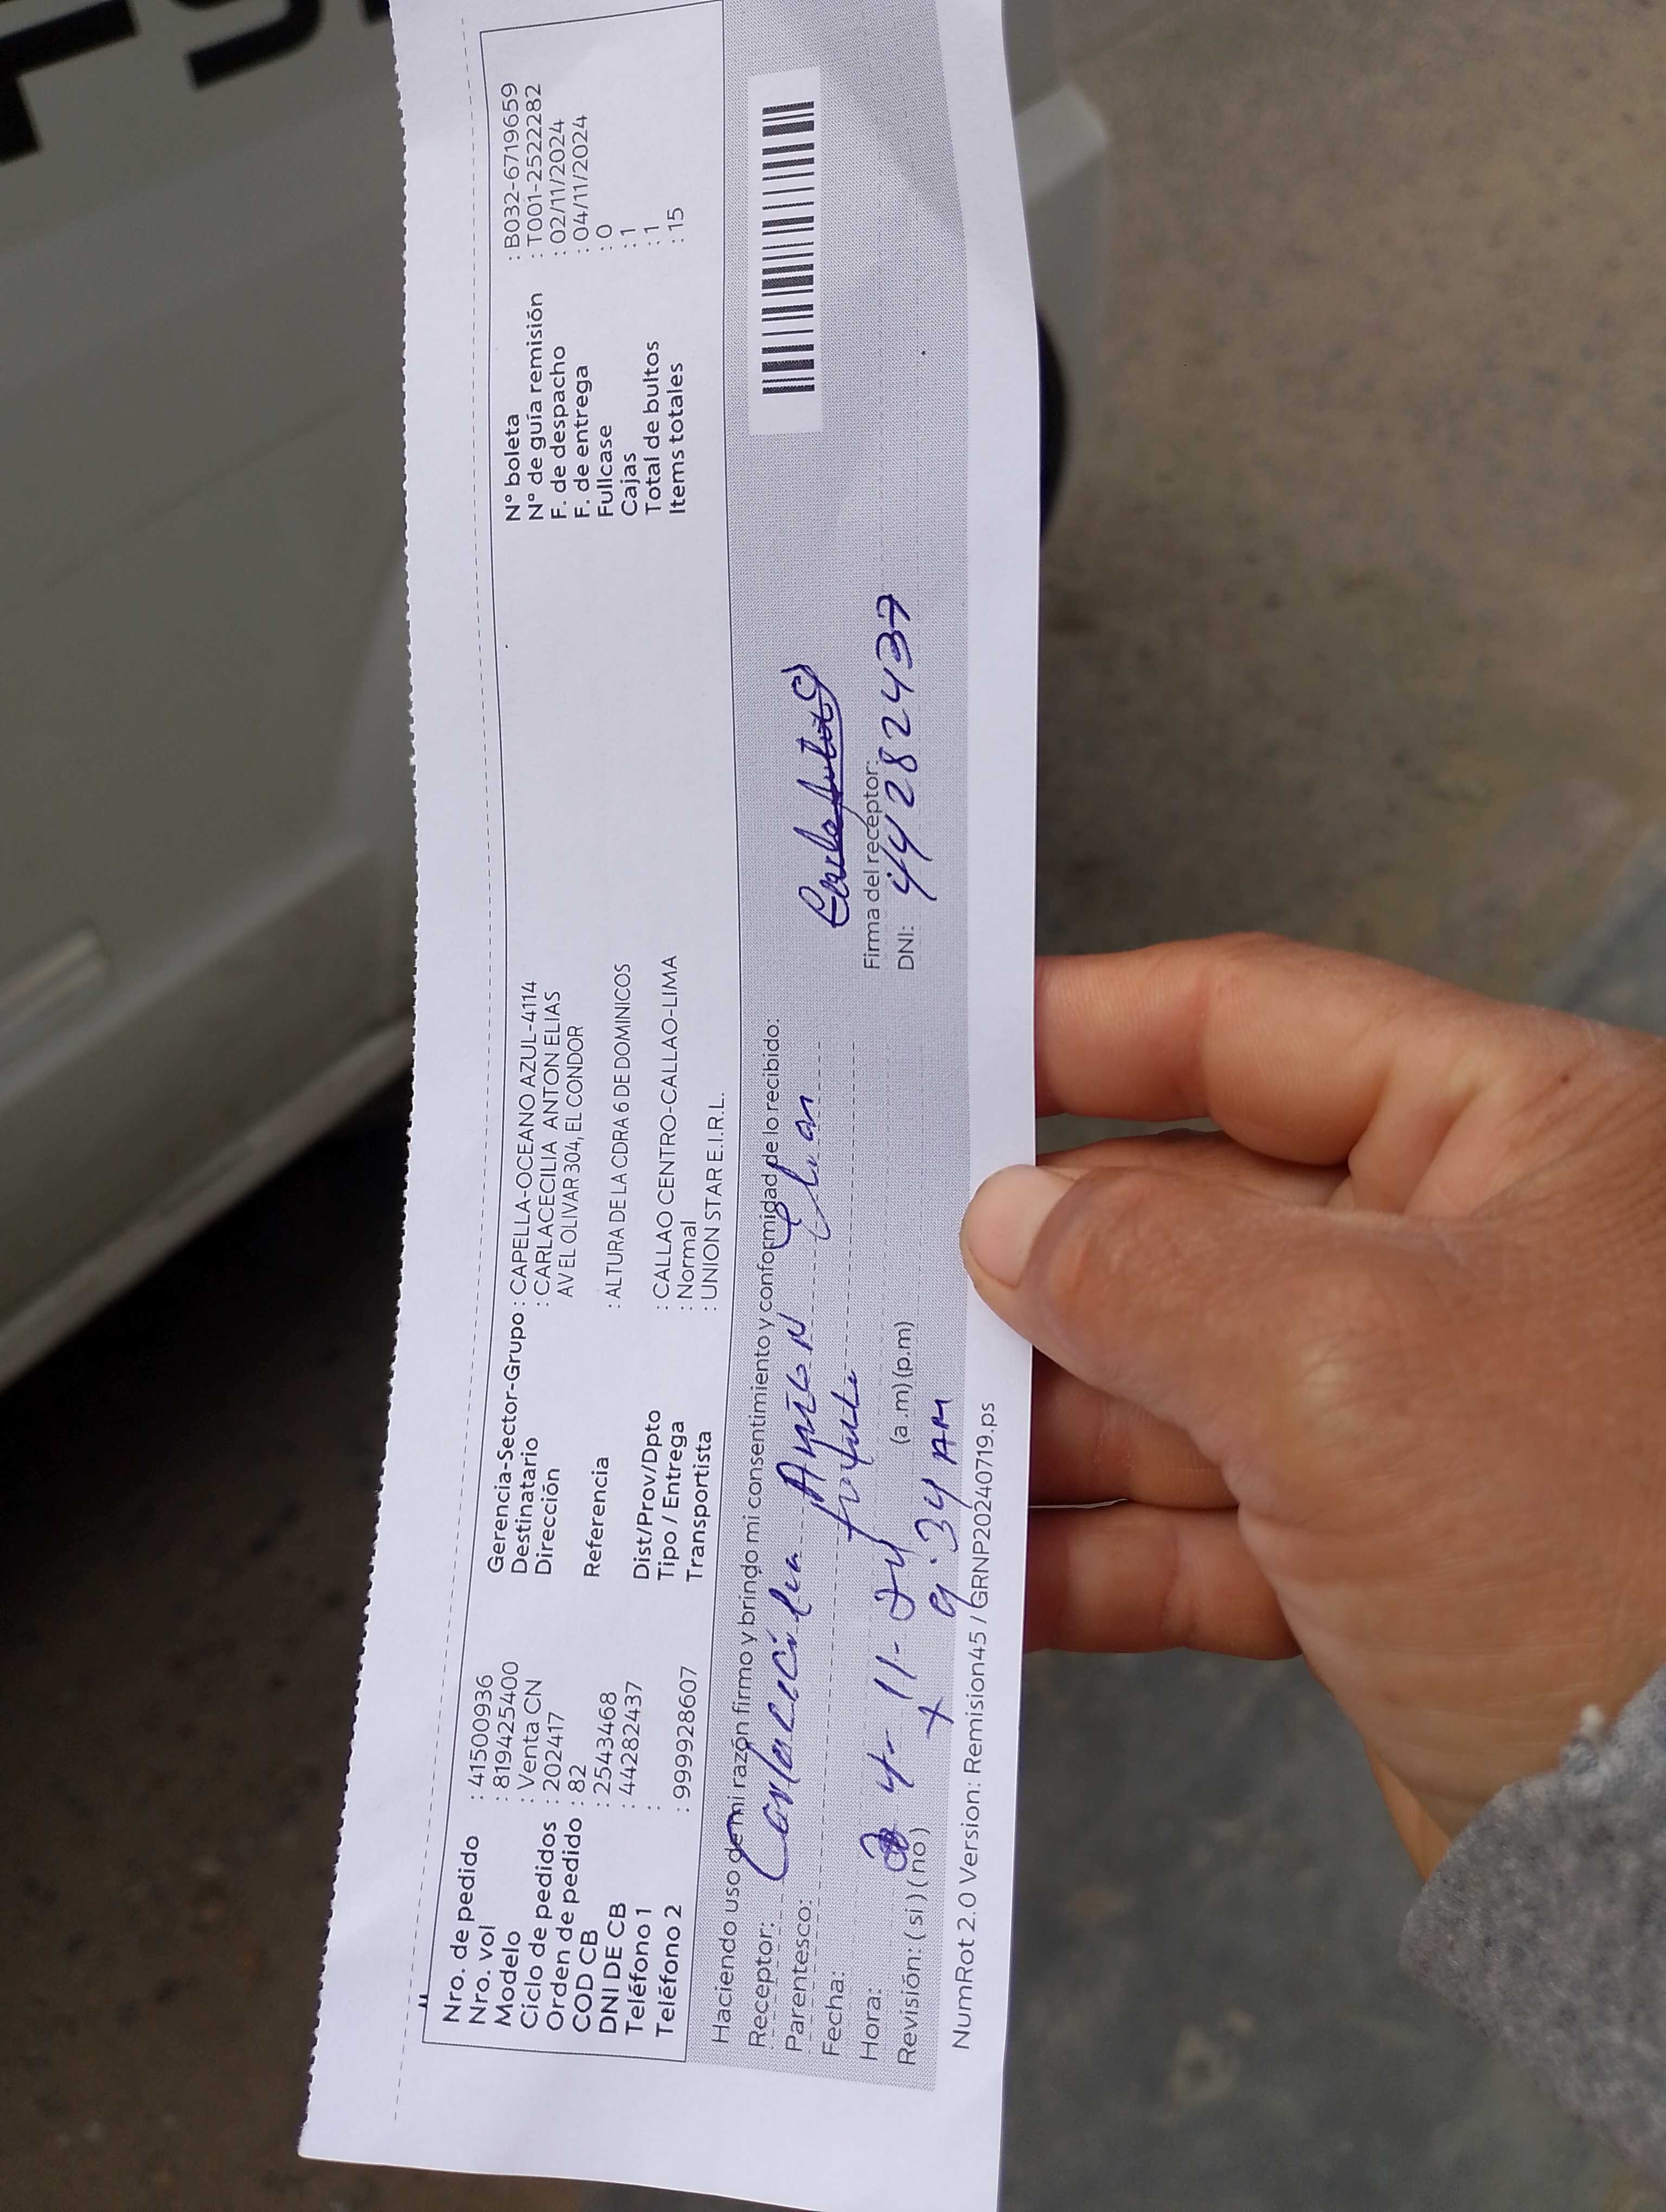 Nro. de pedido : 41500936
Nro. vol : 819425400
Modelo : Venta CN
Ciclo de pedidos : 202417
Orden de pedido : 82
COD CB : 2543468
DNI DE CB : 44282437
Teléfono 1 :
Teléfono 2 : 999928607
Gerencia-Sector-Grupo : CAPELLA-OCEANO AZUL-4114
Destinatario : CARLACECILIA ANTON ELIAS
Dirección AV EL OLIVAR 304, EL CONDOR
Referencia : ALTURA DE LA CDRA 6 DE DOMINICOS
Dist/Prov/Dpto : CALLAO CENTRO-CALLAO-LIMA
Tipo / Entrega : Normal
Transportista : UNION STAR E.I.R.L.
N° boleta : B032-6719659
N° de guía remisión : T001-2522282
F. de despacho : 02/11/2024
F. de entrega : 04/11/2024
Fullcase : 0
Cajas : 1
Total de bultos : 1
Items totales : 15
Haciendo uso de mi razón firmo y bringo mi consentimiento y conformidad de lo recibido:
Receptor: Carlacecilia Anton Elias
Parentesco:
Fecha: 4-11-24
Hora: 9:34 AM (a.m) (p.m)
Revisión: ( si ) ( no )
Firma del receptor:
DNI: 44282437
NumRot 2.0 Version: Remision45 / GRNP20240719.ps